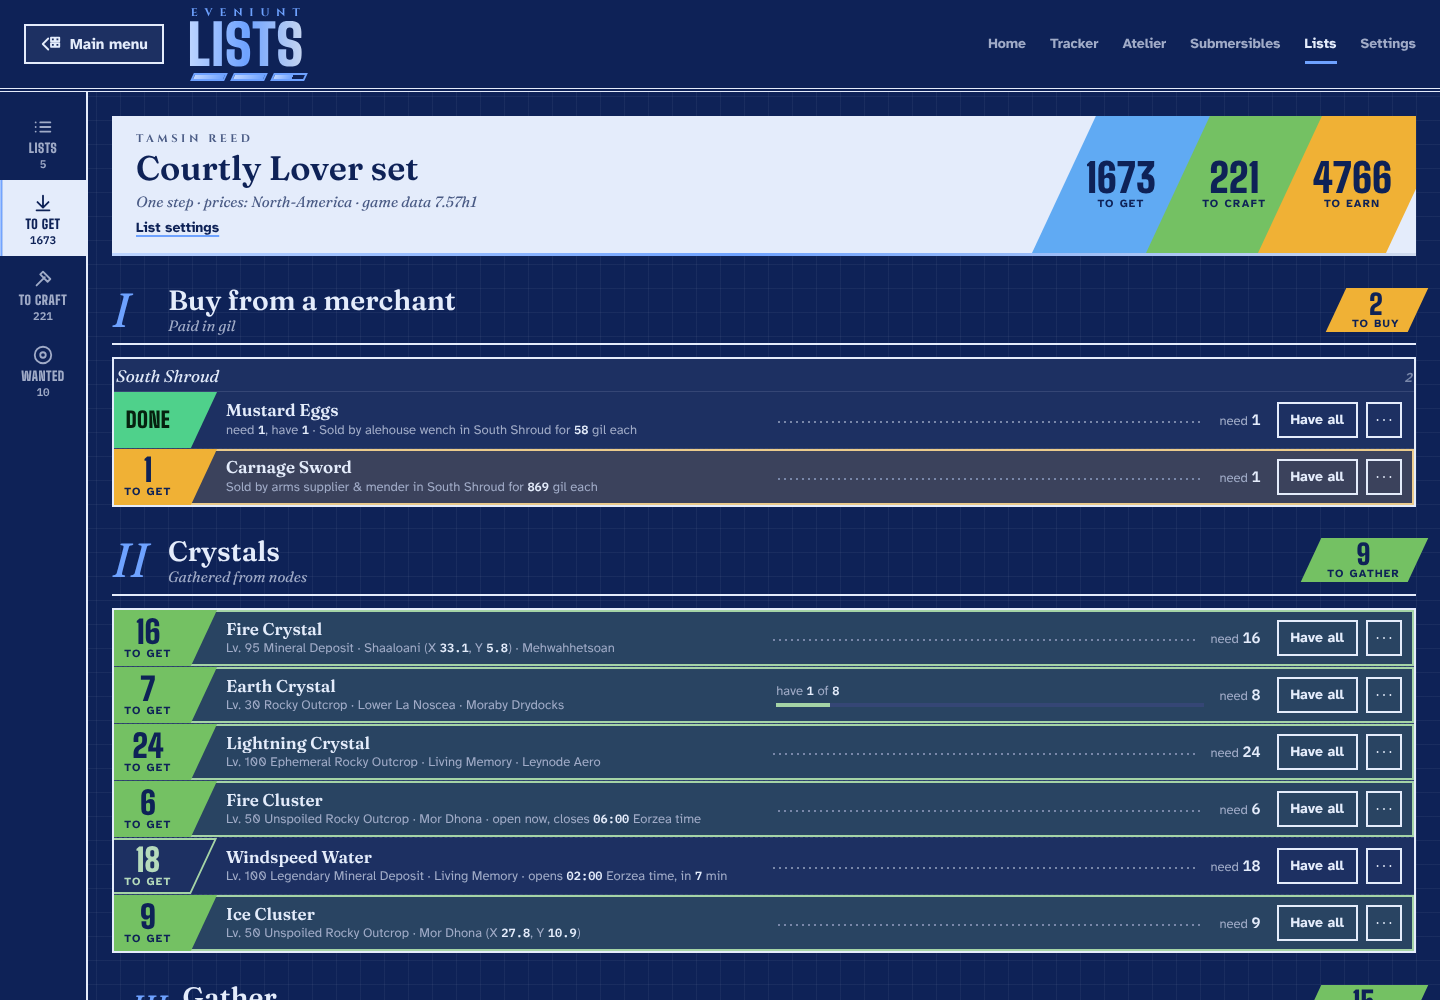 Main menu
EVENIUNT
LISTS
Home
Tracker
Atelier
Submersibles
Lists
Settings
LISTS
5
TO GET
1673
TO CRAFT
221
WANTED
10
TAMSIN REED
Courtly Lover set
One step · prices: North-America · game data 7.57h1
List settings
1673
TO GET
221
TO CRAFT
4766
TO EARN
I
Buy from a merchant
Paid in gil
2
TO BUY
South Shroud
2
DONE
Mustard Eggs
need 1, have 1 · Sold by alehouse wench in South Shroud for 58 gil each
need 1
Have all
...
1
TO GET
Carnage Sword
Sold by arms supplier & mender in South Shroud for 869 gil each
need 1
Have all
...
II
Crystals
Gathered from nodes
9
TO GATHER
16
TO GET
Fire Crystal
Lv. 95 Mineral Deposit · Shaaloani (X 33.1, Y 5.8) · Mehwahhetsoan
need 16
Have all
...
7
TO GET
Earth Crystal
Lv. 30 Rocky Outcrop · Lower La Noscea · Moraby Drydocks
have 1 of 8
need 8
Have all
...
24
TO GET
Lightning Crystal
Lv. 100 Ephemeral Rocky Outcrop · Living Memory · Leynode Aero
need 24
Have all
...
6
TO GET
Fire Cluster
Lv. 50 Unspoiled Rocky Outcrop · Mor Dhona · open now, closes 06:00 Eorzea time
need 6
Have all
...
18
TO GET
Windspeed Water
Lv. 100 Legendary Mineral Deposit · Living Memory · opens 02:00 Eorzea time, in 7 min
need 18
Have all
...
9
TO GET
Ice Cluster
Lv. 50 Unspoiled Rocky Outcrop · Mor Dhona (X 27.8, Y 10.9)
need 9
Have all
...
III
Gather
15